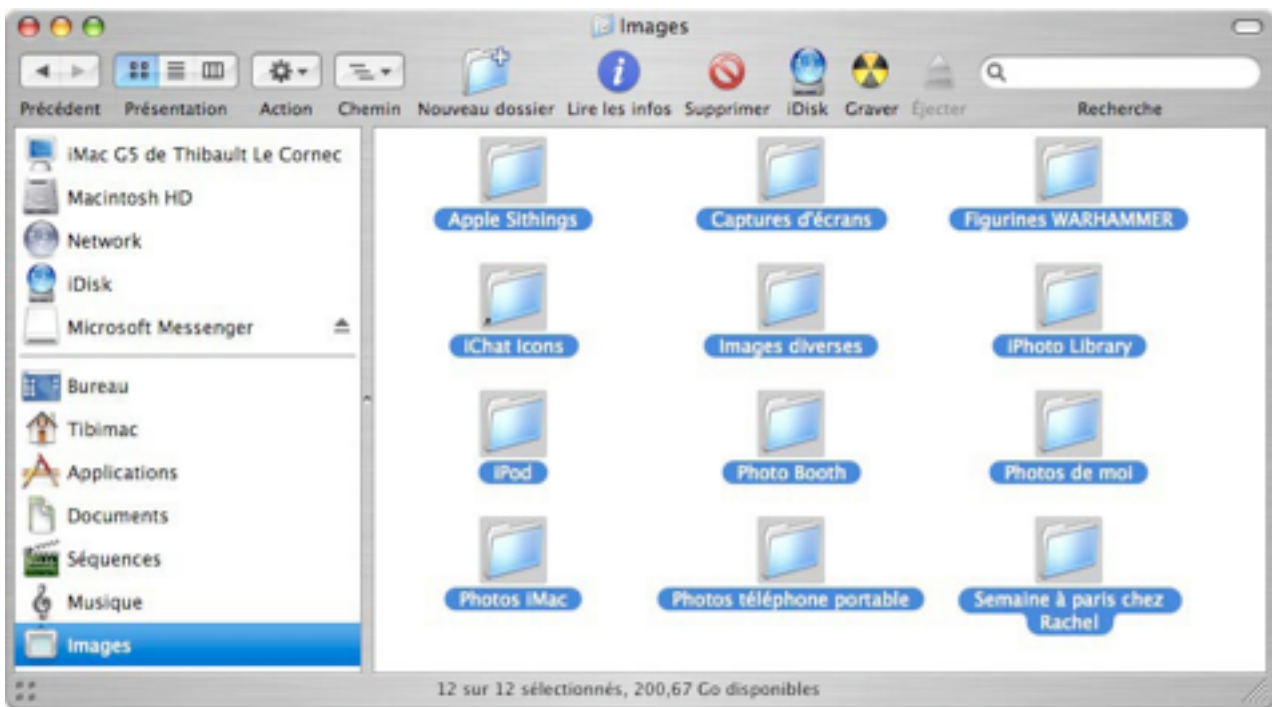 Images
Précédent Présentation Action Chemin Nouveau dossier Lire les infos Supprimer iDisk Graver Éjecter Recherche
iMac G5 de Thibault Le Cornec
Macintosh HD
Network
iDisk
Microsoft Messenger
Bureau
Tibimac
Applications
Documents
Séquences
Musique
Images
Apple Sithings Captures d'écrans Figurines WARHAMMER
iChat Icons Images diverses iPhoto Library
iPod Photo Booth Photos de moi
Photos iMac Photos téléphone portable Semaine à paris chez
Rachel
12 sur 12 sélectionnés, 200,67 Go disponibles